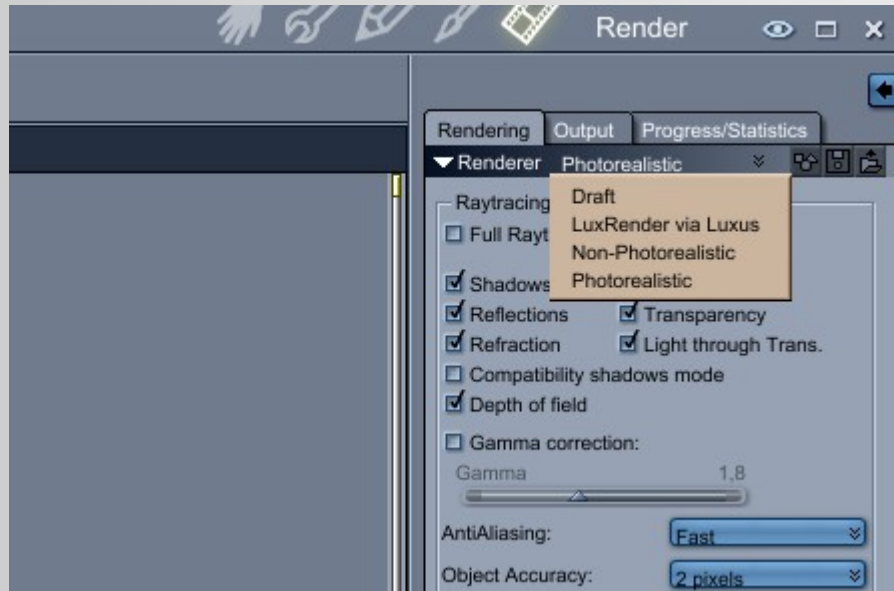 Render
Rendering Output Progress/Statistics
Renderer Photorealistic
Draft
LuxRender via Luxus
Non-Photorealistic
Photorealistic
Raytracing
Full
Shadows
Reflections Transparency
Refraction Light through Trans.
Compatibility shadows mode
Depth of field
Gamma correction:
Gamma 1,8
AntiAliasing: Fast
Object Accuracy: 2 pixels